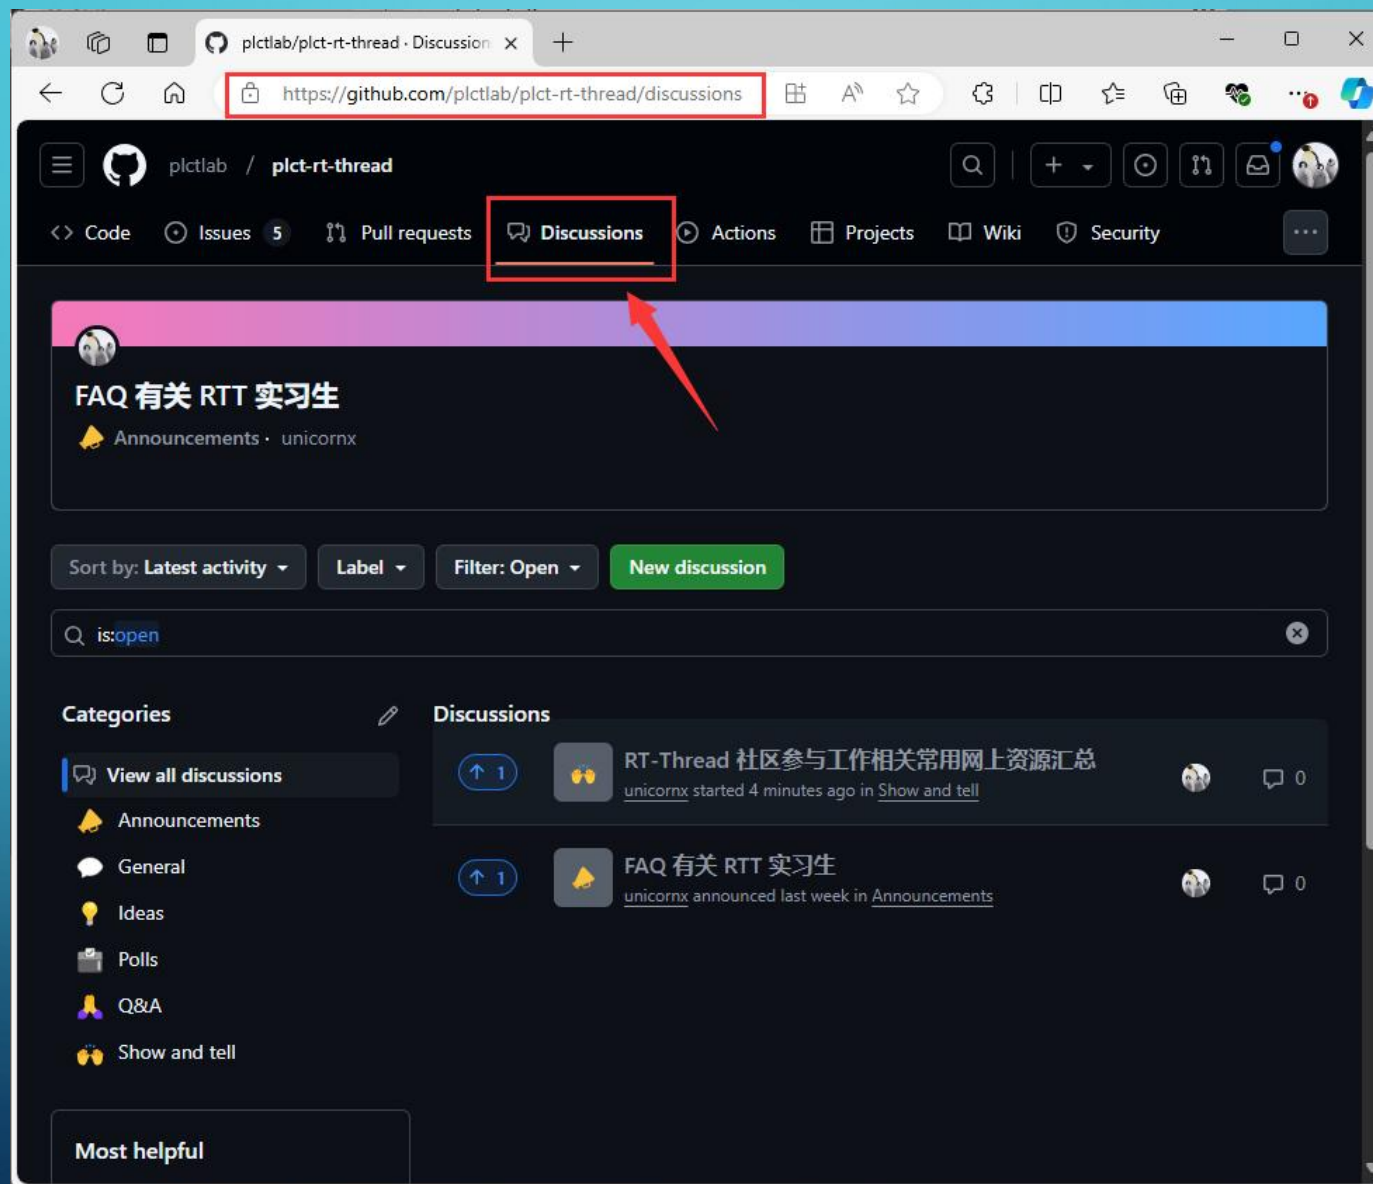 plctlab/plct-rt-thread · Discussion
https://github.com/plctlab/plct-rt-thread/discussions
plctlab / plct-rt-thread
Code Issues 5 Pull requests Discussions Actions Projects Wiki Security
FAQ 有关 RTT 实习生
Announcements · unicornx
Sort by: Latest activity Label Filter: Open New discussion
is:open
Categories
View all discussions
Announcements
General
Ideas
Polls
Q&A
Show and tell
Most helpful
Discussions
1 RT-Thread 社区参与工作相关常用网上资源汇总 0
unicornx started 4 minutes ago in Show and tell
1 FAQ 有关 RTT 实习生 0
unicornx announced last week in Announcements